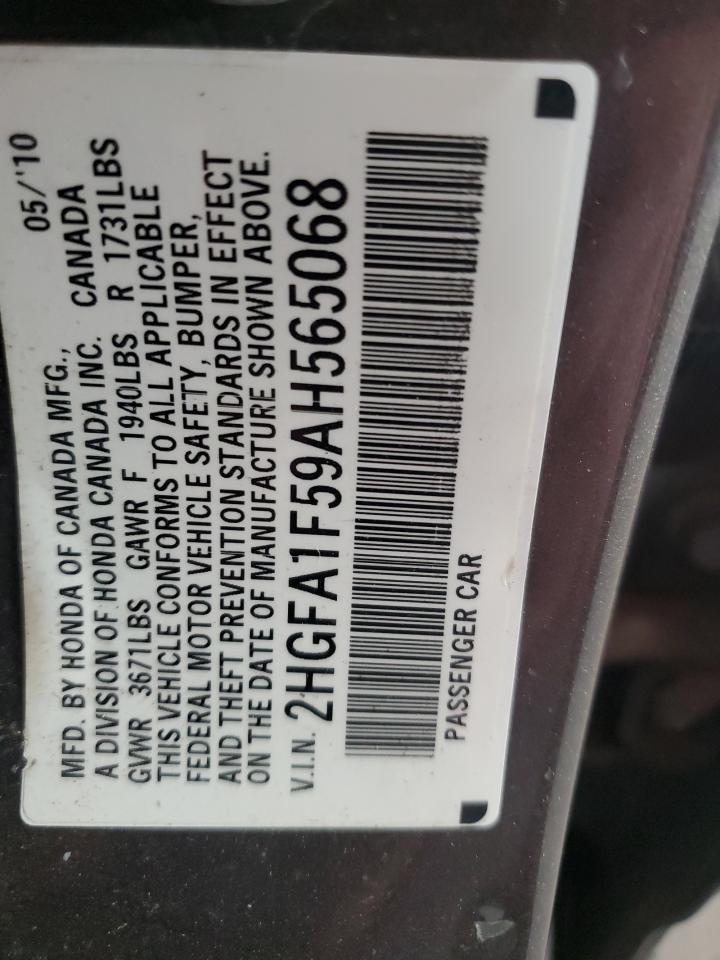 MFD. BY HONDA OF CANADA MFG., 05/'10
A DIVISION OF HONDA CANADA INC. CANADA
GVWR 3671LBS GAWR F 1940LBS R 1731LBS
THIS VEHICLE CONFORMS TO ALL APPLICABLE
FEDERAL MOTOR VEHICLE SAFETY, BUMPER,
AND THEFT PREVENTION STANDARDS IN EFFECT
ON THE DATE OF MANUFACTURE SHOWN ABOVE.
V.I.N. 2HGFA1F59AH565068
PASSENGER CAR